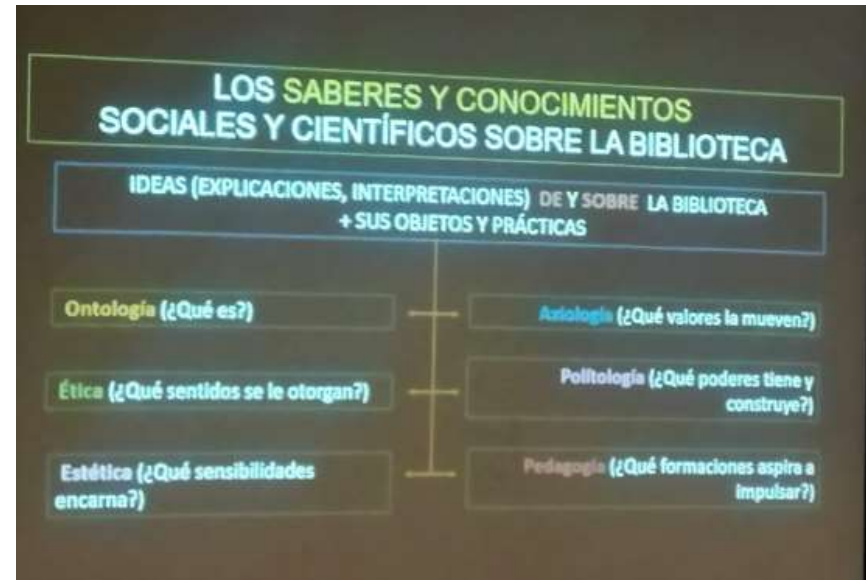 LOS SABERES Y CONOCIMIENTOS
SOCIALES Y CIENTÍFICOS SOBRE LA BIBLIOTECA
IDEAS (EXPLICACIONES, INTERPRETACIONES) DE Y SOBRE LA BIBLIOTECA
+ SUS OBJETOS Y PRÁCTICAS
Ontología (¿Qué es?)
Axiología (¿Qué valores la mueven?)
Ética (¿Qué sentidos se le otorgan?)
Politología (¿Qué poderes tiene y
construye?)
Estética (¿Qué sensibilidades
encarna?)
Pedagogía (¿Qué formaciones aspira a
impulsar?)